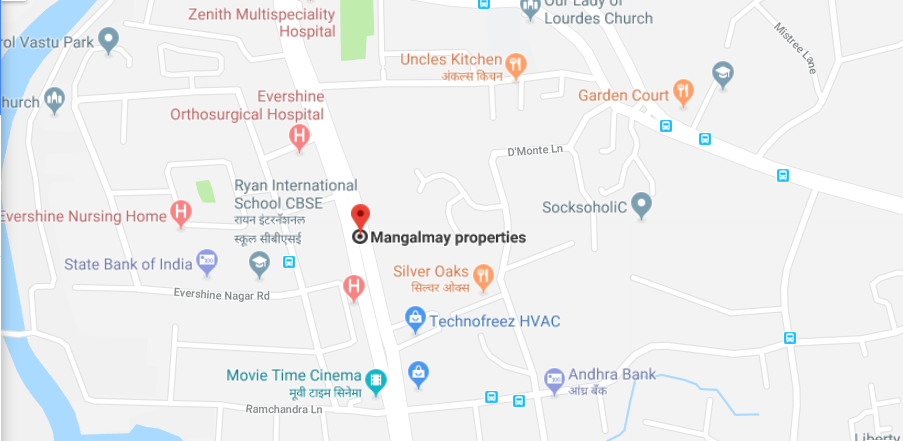 Zenith Multispeciality
Hospital
Our Lady of
Lourdes Church
Mistree Lane
rol Vastu Park
Uncles Kitchen
अंकल्स किचन
Garden Court
hurch
Evershine
Orthosurgical Hospital
D'Monte Ln
Ryan International
School CBSE
रायन इंटरनॅशनल
स्कूल सीबीएसई
SocksoholiC
Evershine Nursing Home
Mangalmay properties
State Bank of India
Silver Oaks
सिल्वर ओक्स
Evershine Nagar Rd
Technofreez HVAC
Movie Time Cinema
मूवी टाइम सिनेमा
Andhra Bank
आंध्र बँक
Ramchandra Ln
Liberty